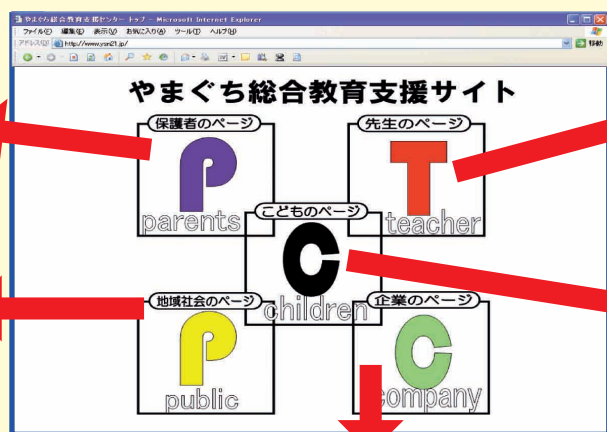 やまぐち総合教育支援センター トップ - Microsoft Internet Explorer
ファイル(F) 編集(E) 表示(V) お気に入り(A) ツール(T) ヘルプ(H)
アドレス(D) http://www.ysn21.jp/ 移動
やまぐち総合教育支援サイト
保護者のページ
P
parents
先生のページ
T
teacher
こどものページ
C
children
地域社会のページ
P
public
企業のページ
C
company